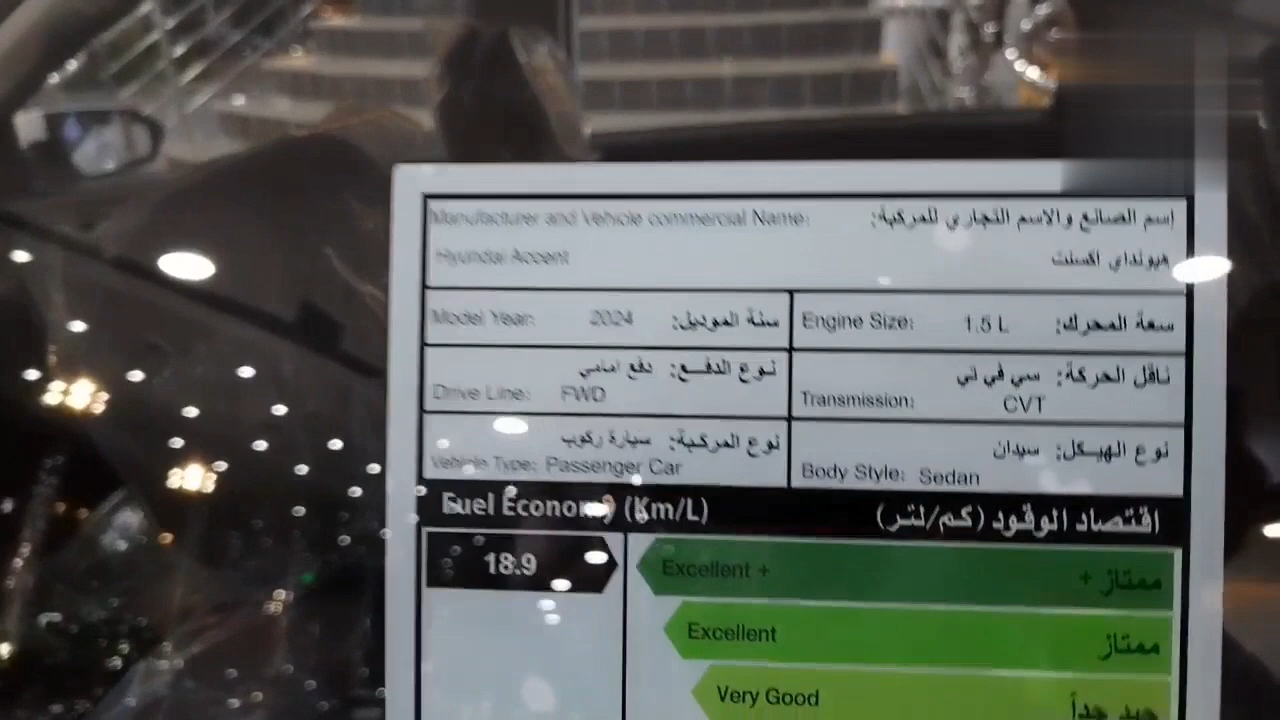 Manufacturer and Vehicle commercial Name: إسم الصانع والاسم التجاري للمركبة:
Hyundai Accent هيونداي اكسنت
Model Year: 2024 سنة الموديل:
Engine Size: 1.5 L سعة المحرك:
نوع الدفع: دفع امامي
Drive Line: FWD
ناقل الحركة: سي في تي
Transmission: CVT
نوع المركبة: سيارة ركوب
Vehicle Type: Passenger Car
نوع الهيكل: سيدان
Body Style: Sedan
Fuel Economy (Km/L) اقتصاد الوقود (كم/لتر)
18.9
Excellent + ممتاز +
Excellent ممتاز
Very Good جيد جداً